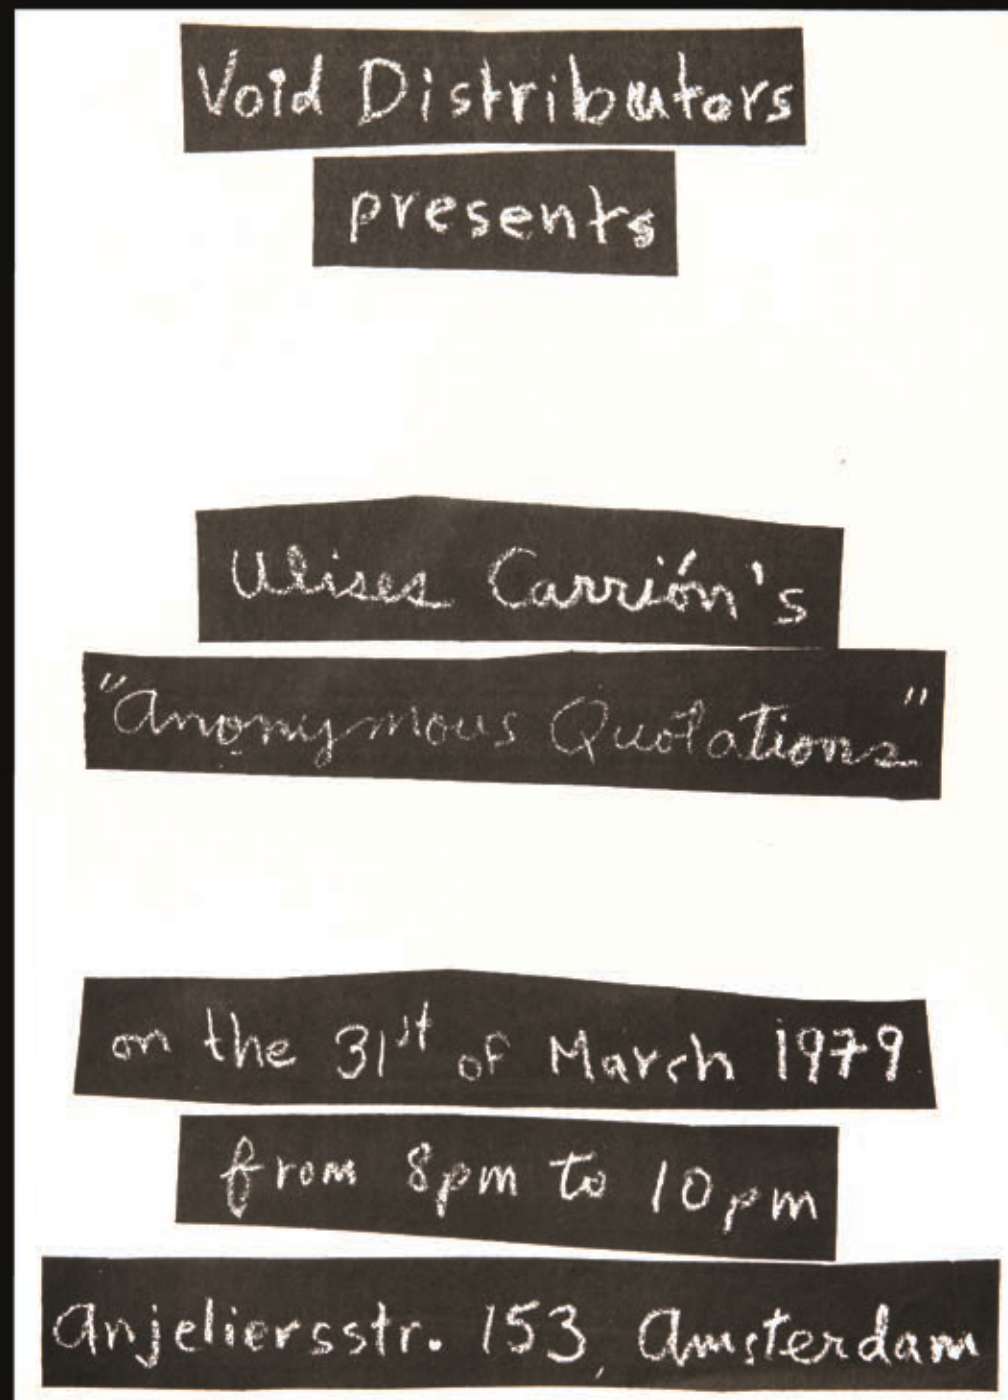 Void Distributors
presents
Ulises Carrión's
"Anonymous Quotations"
on the 31st of March 1979
from 8pm to 10pm
Anjeliersstr. 153, Amsterdam